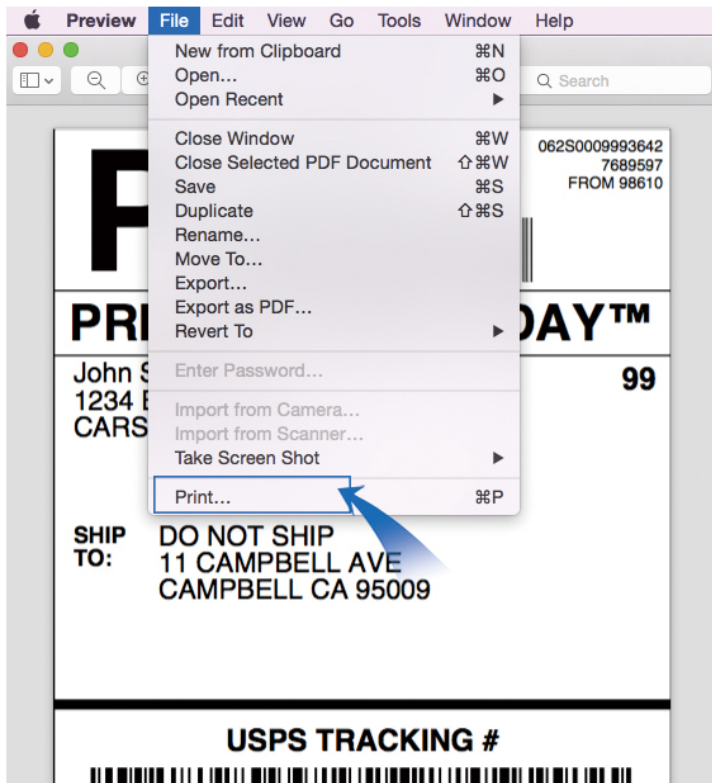 Preview File Edit View Go Tools Window Help
New from Clipboard ⌘N
Open... ⌘O
Open Recent ▶
Search
Close Window ⌘W
Close Selected PDF Document ⇧⌘W
Save ⌘S
Duplicate ⇧⌘S
Rename...
Move To...
Export...
Export as PDF...
Revert To ▶
Enter Password...
Import from Camera...
Import from Scanner...
Take Screen Shot ▶
Print... ⌘P
062S0009993642
7689597
FROM 98610
P
PRI DAY™
John 99
1234
CARS
SHIP TO:
DO NOT SHIP
11 CAMPBELL AVE
CAMPBELL CA 95009
USPS TRACKING #